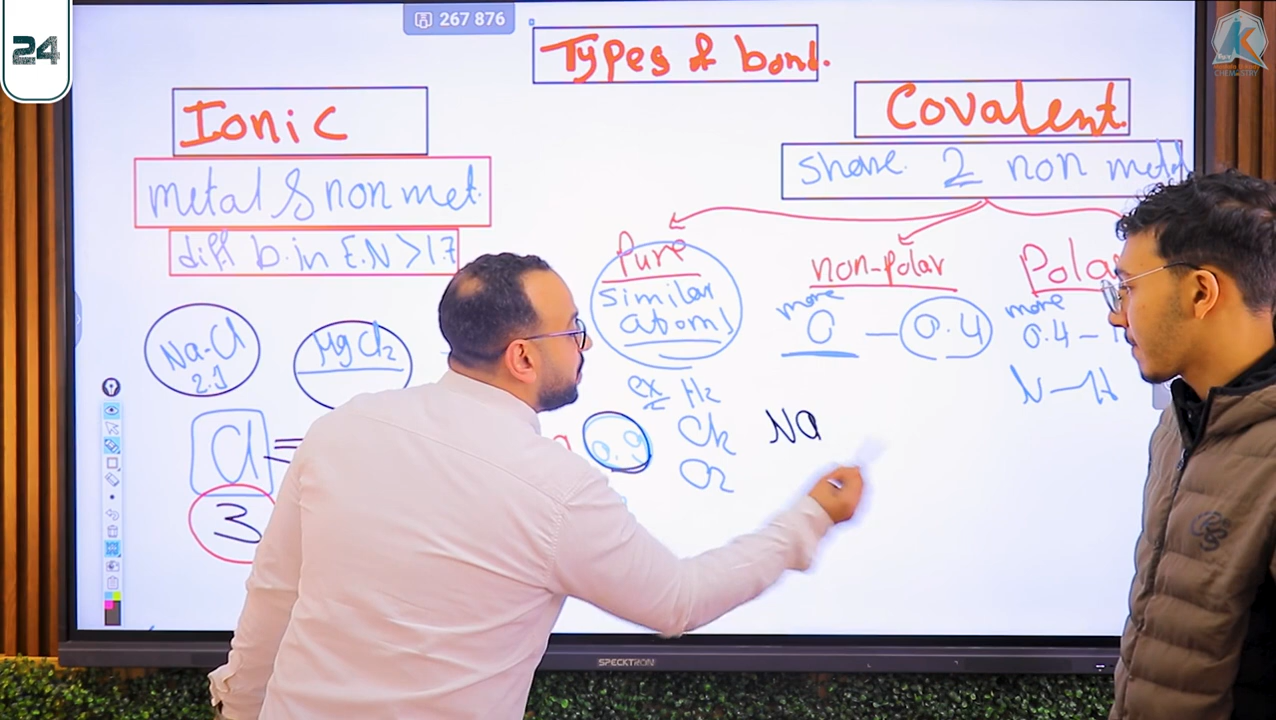 24
267 876
Types of bond.
Ionic
metal & nonmet.
diff b.in E.N > 1.7
Na-Cl
2.1
MgCl2
Cl =
3
Covalent.
share 2 non metal
Pure
similar
atoms
ex H2
Cl2
O2
non-polar
more
0 — 0.4
Na
Polar
more
0.4 –
N–H
K
CHEMISTRY
SPECKTRON